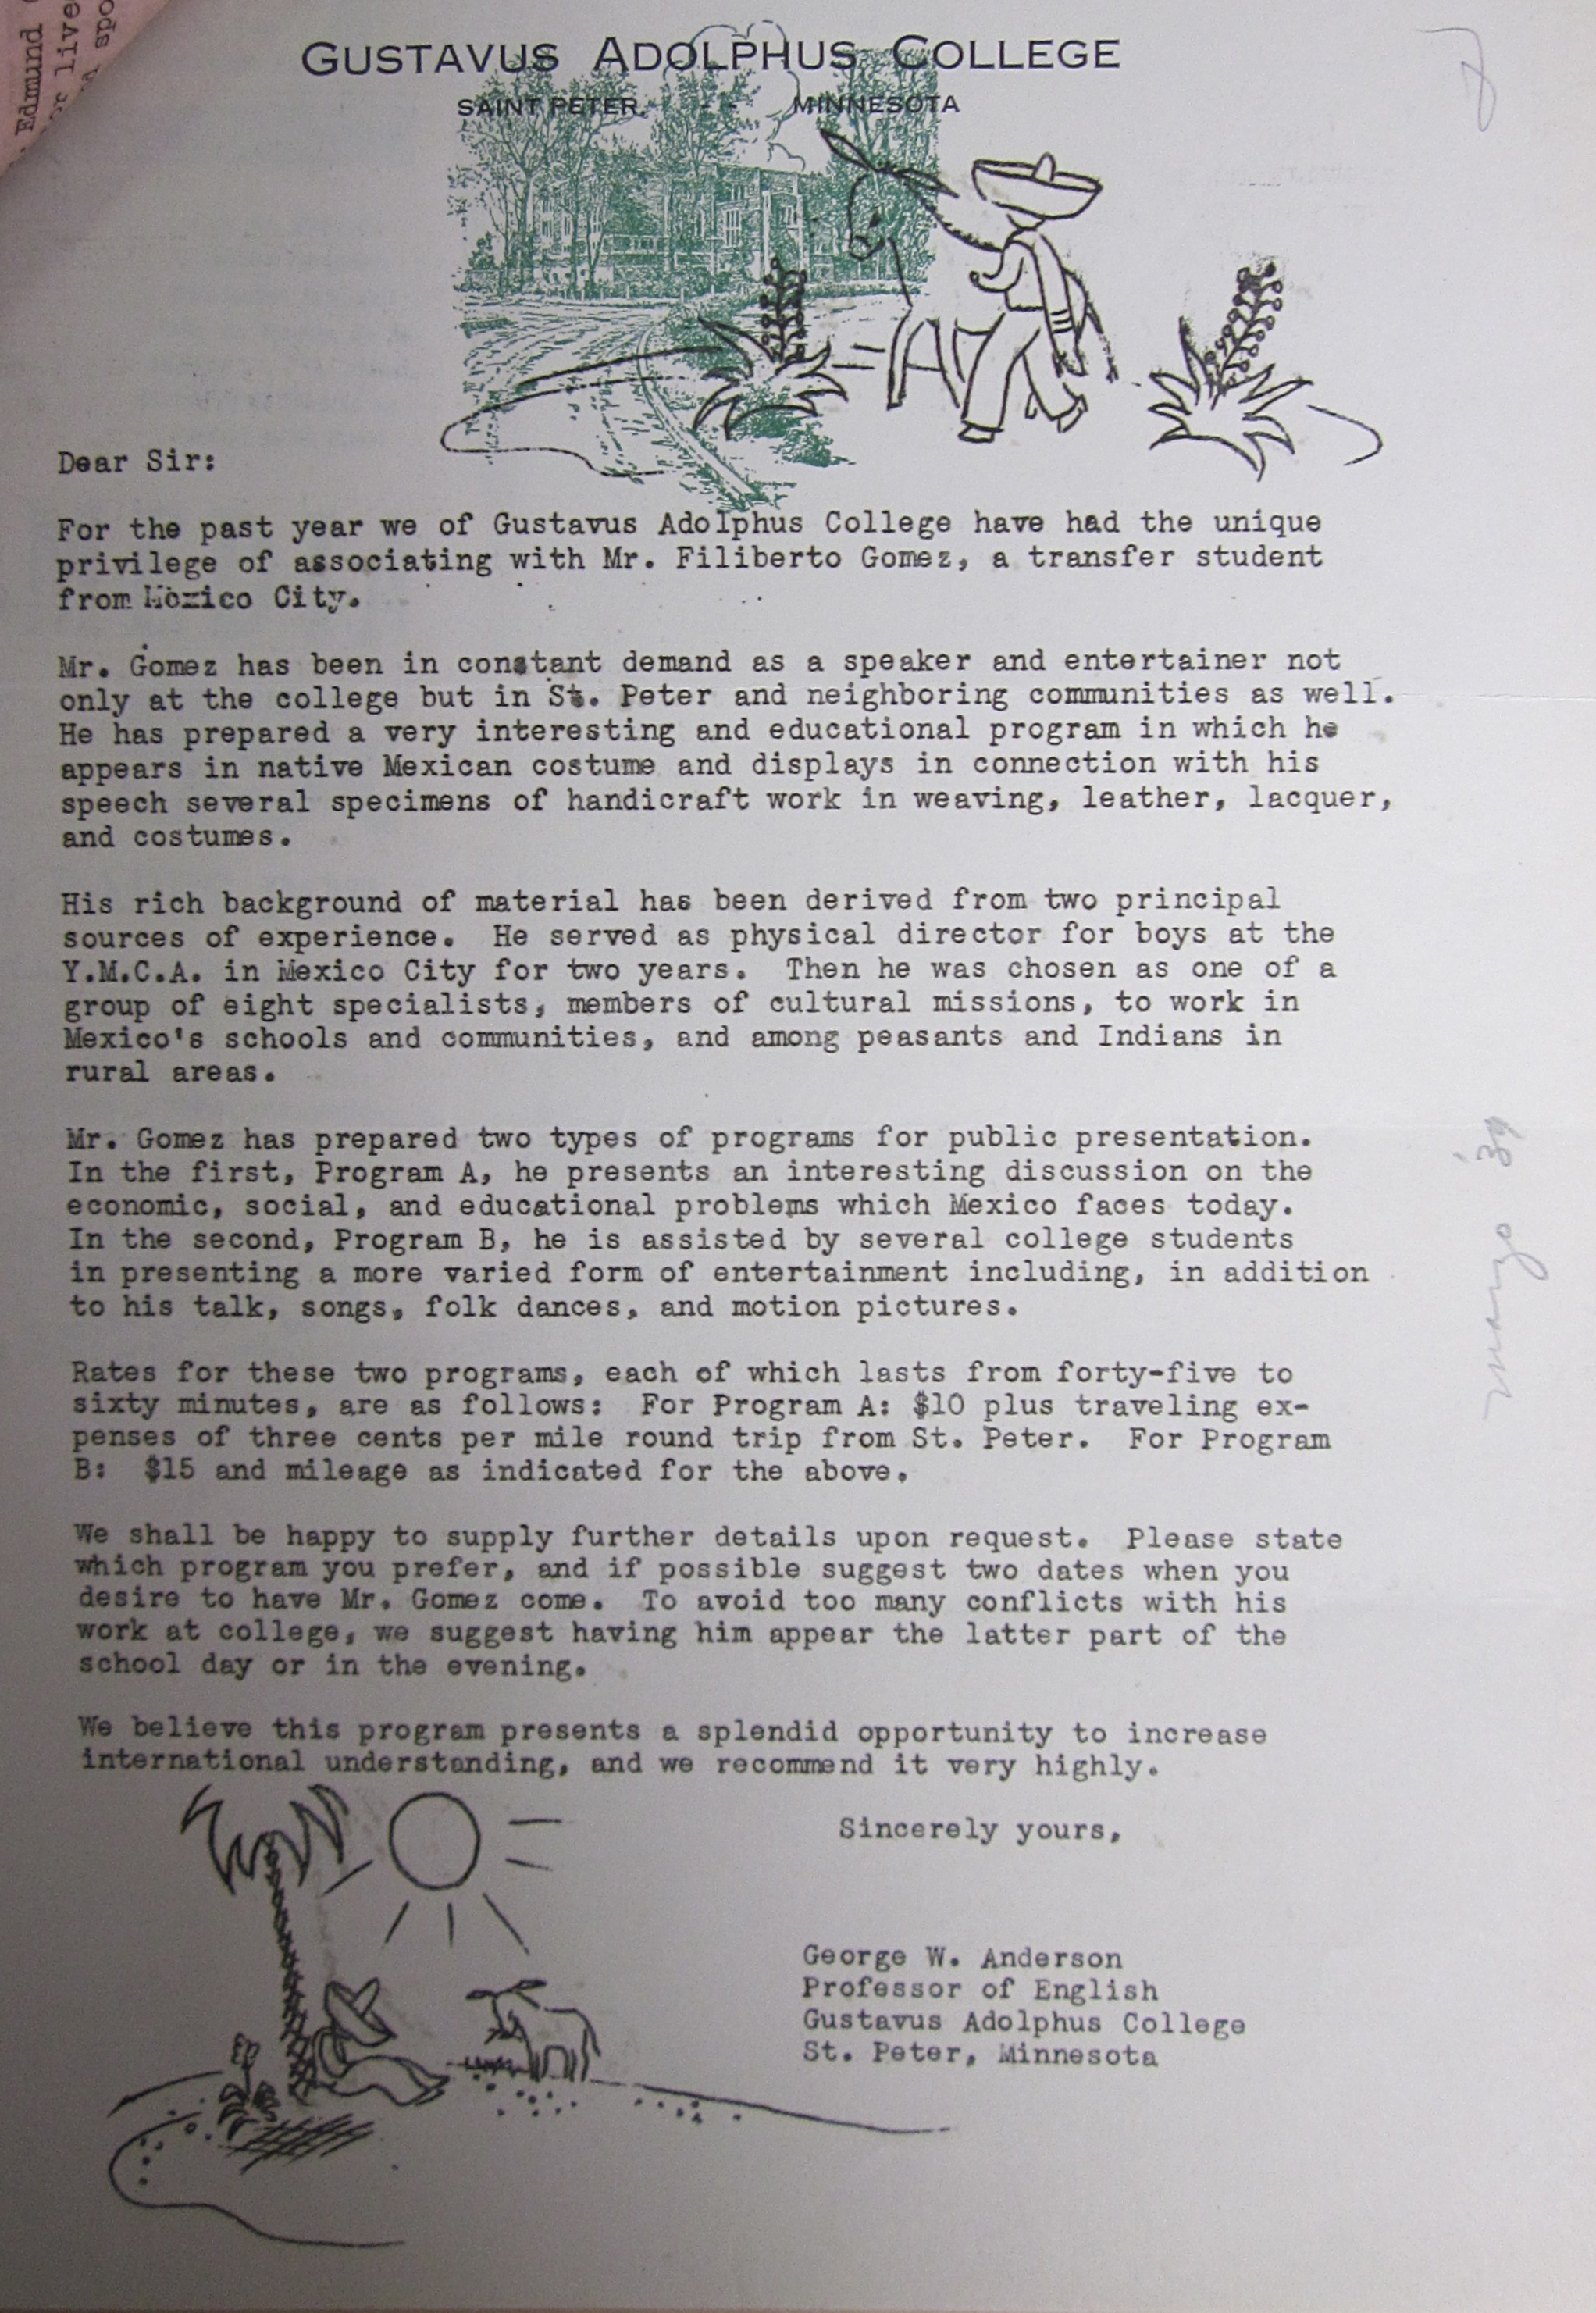 Edmund
or live
spo
GUSTAVUS ADOLPHUS COLLEGE
SAINT PETER, - - MINNESOTA
Dear Sir:
For the past year we of Gustavus Adolphus College have had the unique
privilege of associating with Mr. Filiberto Gomez, a transfer student
from Mexico City.
Mr. Gomez has been in constant demand as a speaker and entertainer not
only at the college but in St. Peter and neighboring communities as well.
He has prepared a very interesting and educational program in which he
appears in native Mexican costume and displays in connection with his
speech several specimens of handicraft work in weaving, leather, lacquer,
and costumes.
His rich background of material has been derived from two principal
sources of experience. He served as physical director for boys at the
Y.M.C.A. in Mexico City for two years. Then he was chosen as one of a
group of eight specialists, members of cultural missions, to work in
Mexico's schools and communities, and among peasants and Indians in
rural areas.
Mr. Gomez has prepared two types of programs for public presentation.
In the first, Program A, he presents an interesting discussion on the
economic, social, and educational problems which Mexico faces today.
In the second, Program B, he is assisted by several college students
in presenting a more varied form of entertainment including, in addition
to his talk, songs, folk dances, and motion pictures.
Rates for these two programs, each of which lasts from forty-five to
sixty minutes, are as follows: For Program A: $10 plus traveling ex-
penses of three cents per mile round trip from St. Peter. For Program
B: $15 and mileage as indicated for the above.
We shall be happy to supply further details upon request. Please state
which program you prefer, and if possible suggest two dates when you
desire to have Mr. Gomez come. To avoid too many conflicts with his
work at college, we suggest having him appear the latter part of the
school day or in the evening.
We believe this program presents a splendid opportunity to increase
international understanding, and we recommend it very highly.
Sincerely yours,
George W. Anderson
Professor of English
Gustavus Adolphus College
St. Peter, Minnesota
marzo '39